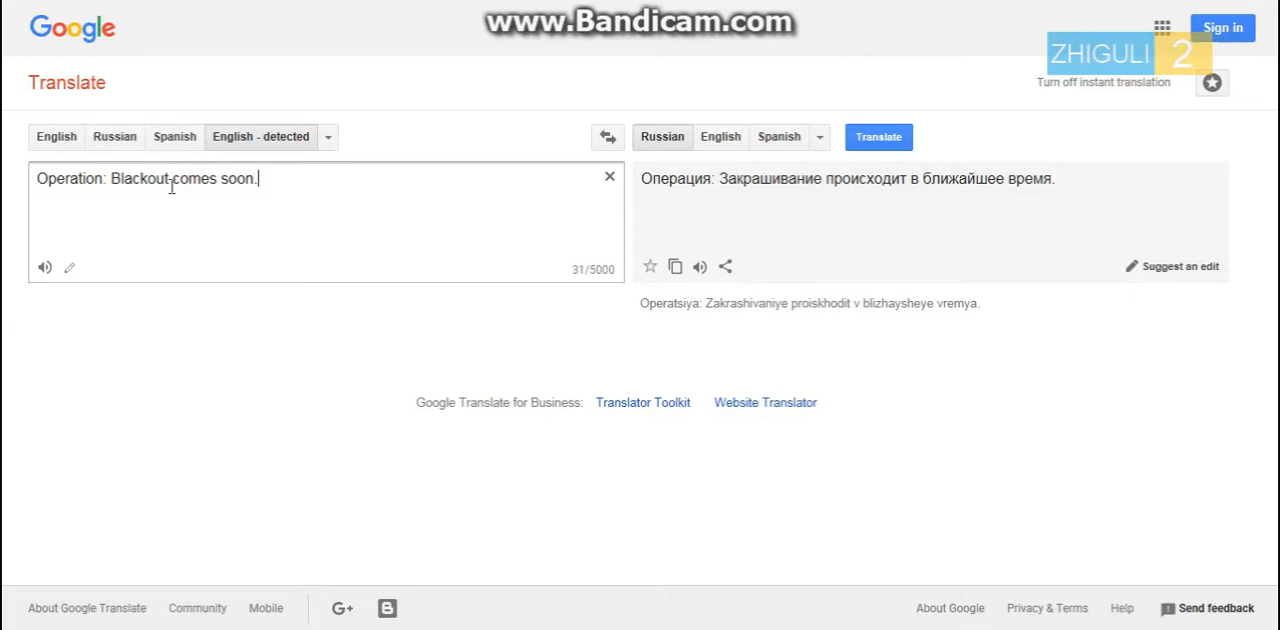 www.Bandicam.com
Google
Sign in
ZHIGULI 2
Translate
Turn off instant translation
English Russian Spanish English - detected
Russian English Spanish Translate
Operation: Blackout comes soon.
Операция: Закрашивание происходит в ближайшее время.
31/5000
Suggest an edit
Operatsiya: Zakrashivaniye proiskhodit v blizhaysheye vremya.
Google Translate for Business: Translator Toolkit Website Translator
About Google Translate Community Mobile G+ B About Google Privacy & Terms Help Send feedback